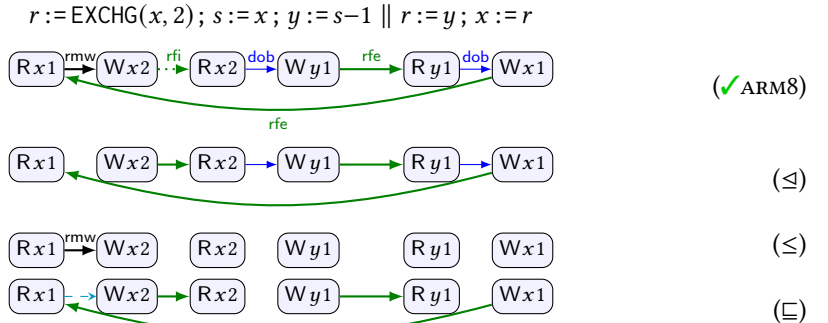 r := EXCHG(x, 2) ; s := x ; y := s−1 ∥ r := y ; x := r
rmw rfi dob rfe dob
Rx1 Wx2 Rx2 Wy1 Ry1 Wx1 (✓ARM8)
rfe
Rx1 Wx2 Rx2 Wy1 Ry1 Wx1 (⊴)
rmw
Rx1 Wx2 Rx2 Wy1 Ry1 Wx1 (≤)
Rx1 Wx2 Rx2 Wy1 Ry1 Wx1 (⊑)